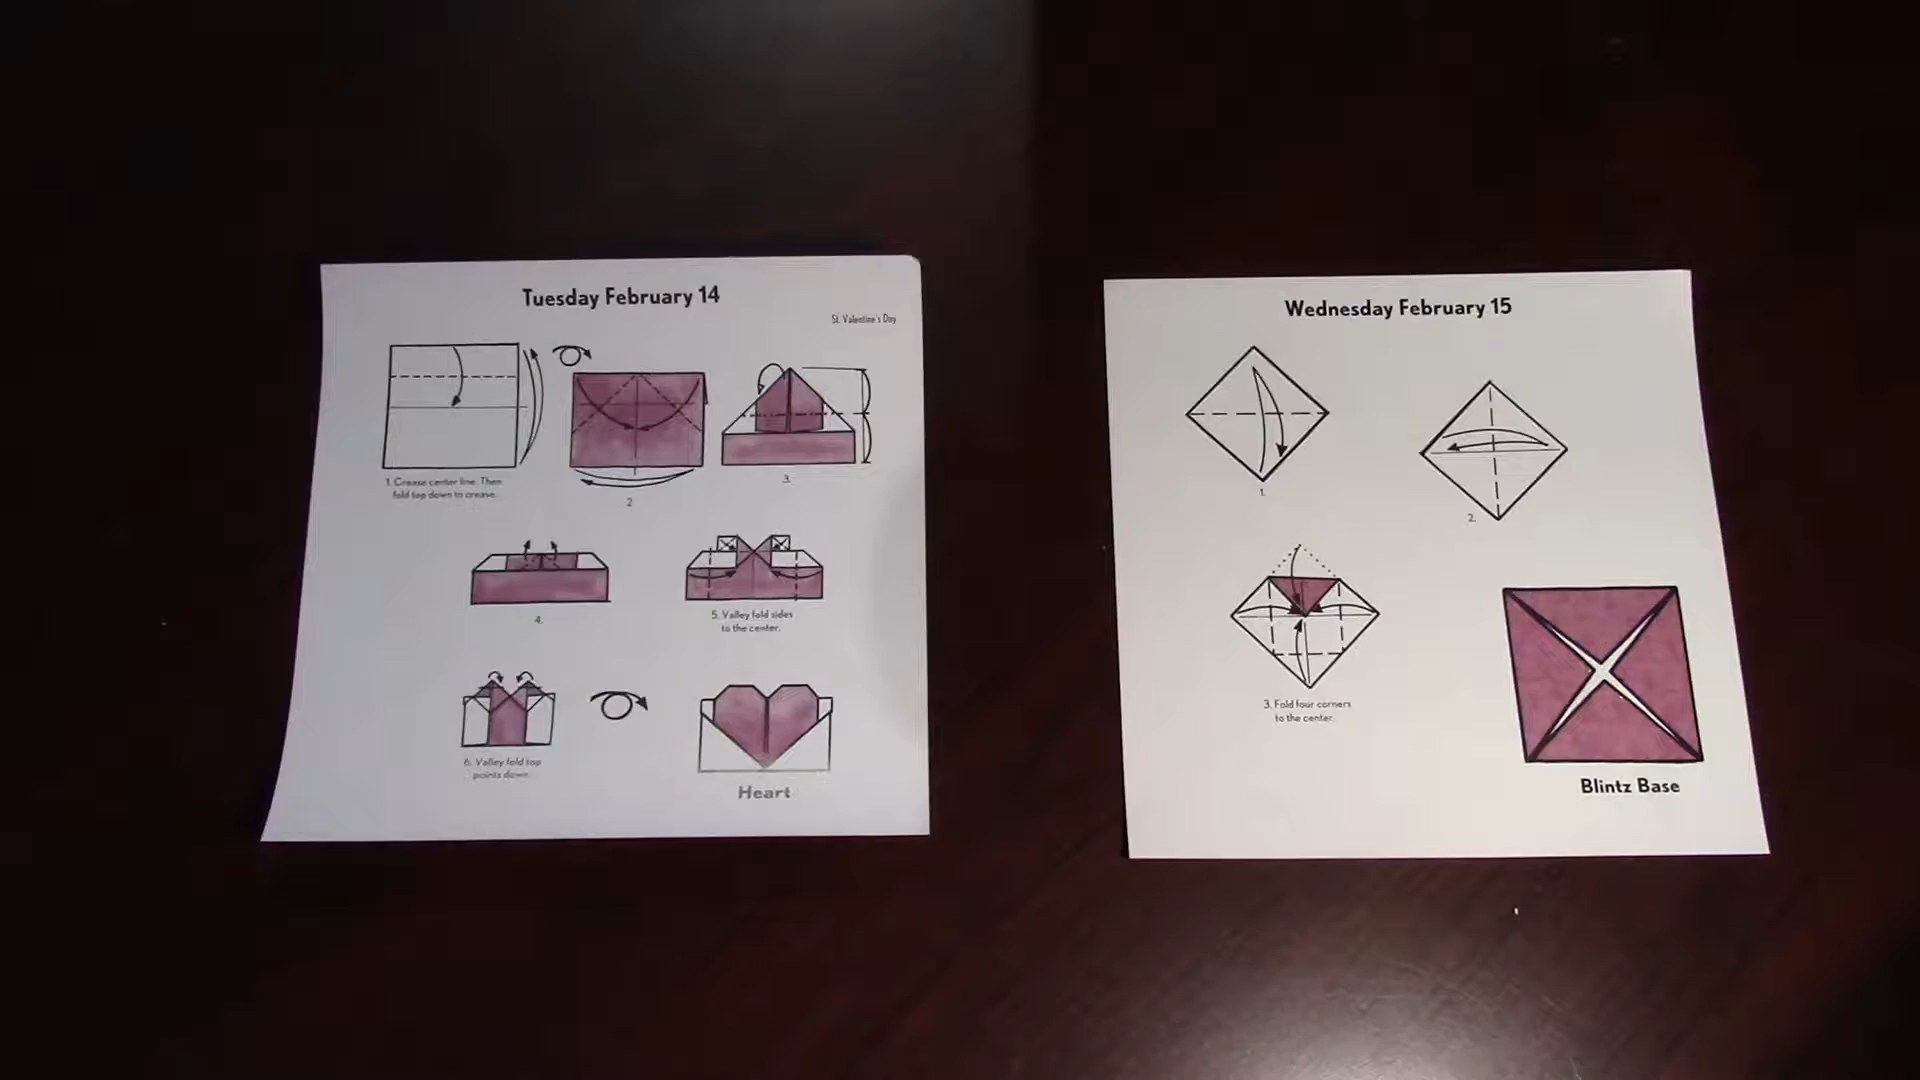 Tuesday February 14
St. Valentine's Day
1. Crease center line. Then
fold top down to crease.
2
3.
4.
5. Valley fold sides
to the center.
6. Valley fold top
points down.
Heart
Wednesday February 15
1.
2.
3. Fold four corners
to the center.
Blintz Base